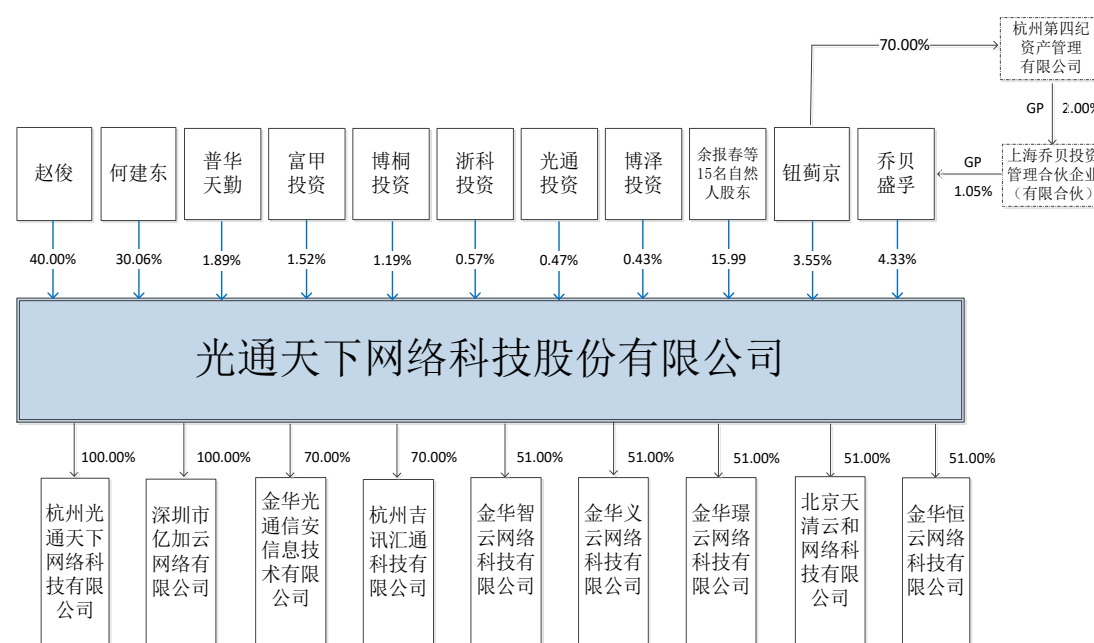 杭州第四纪
资产管理
有限公司
70.00%
GP
2.00%
赵俊
何建东
普华
天勤
富甲
投资
博桐
投资
浙科
投资
光通
投资
博泽
投资
余报春等
15名自然
人股东
钮蓟京
乔贝
盛孚
GP
1.05%
上海乔贝投资
管理合伙企业
（有限合伙）
40.00%
30.06%
1.89%
1.52%
1.19%
0.57%
0.47%
0.43%
15.99
3.55%
4.33%
光通天下网络科技股份有限公司
100.00%
100.00%
70.00%
70.00%
51.00%
51.00%
51.00%
51.00%
51.00%
杭州光
通天下
网络科
技有限
公司
深圳市
亿加云
网络有
限公司
金华光
通信安
信息技
术有限
公司
杭州吉
讯汇通
科技有
限公司
金华智
云网络
科技有
限公司
金华义
云网络
科技有
限公司
金华璟
云网络
科技有
限公司
北京天
清云和
网络科
技有限
公司
金华恒
云网络
科技有
限公司